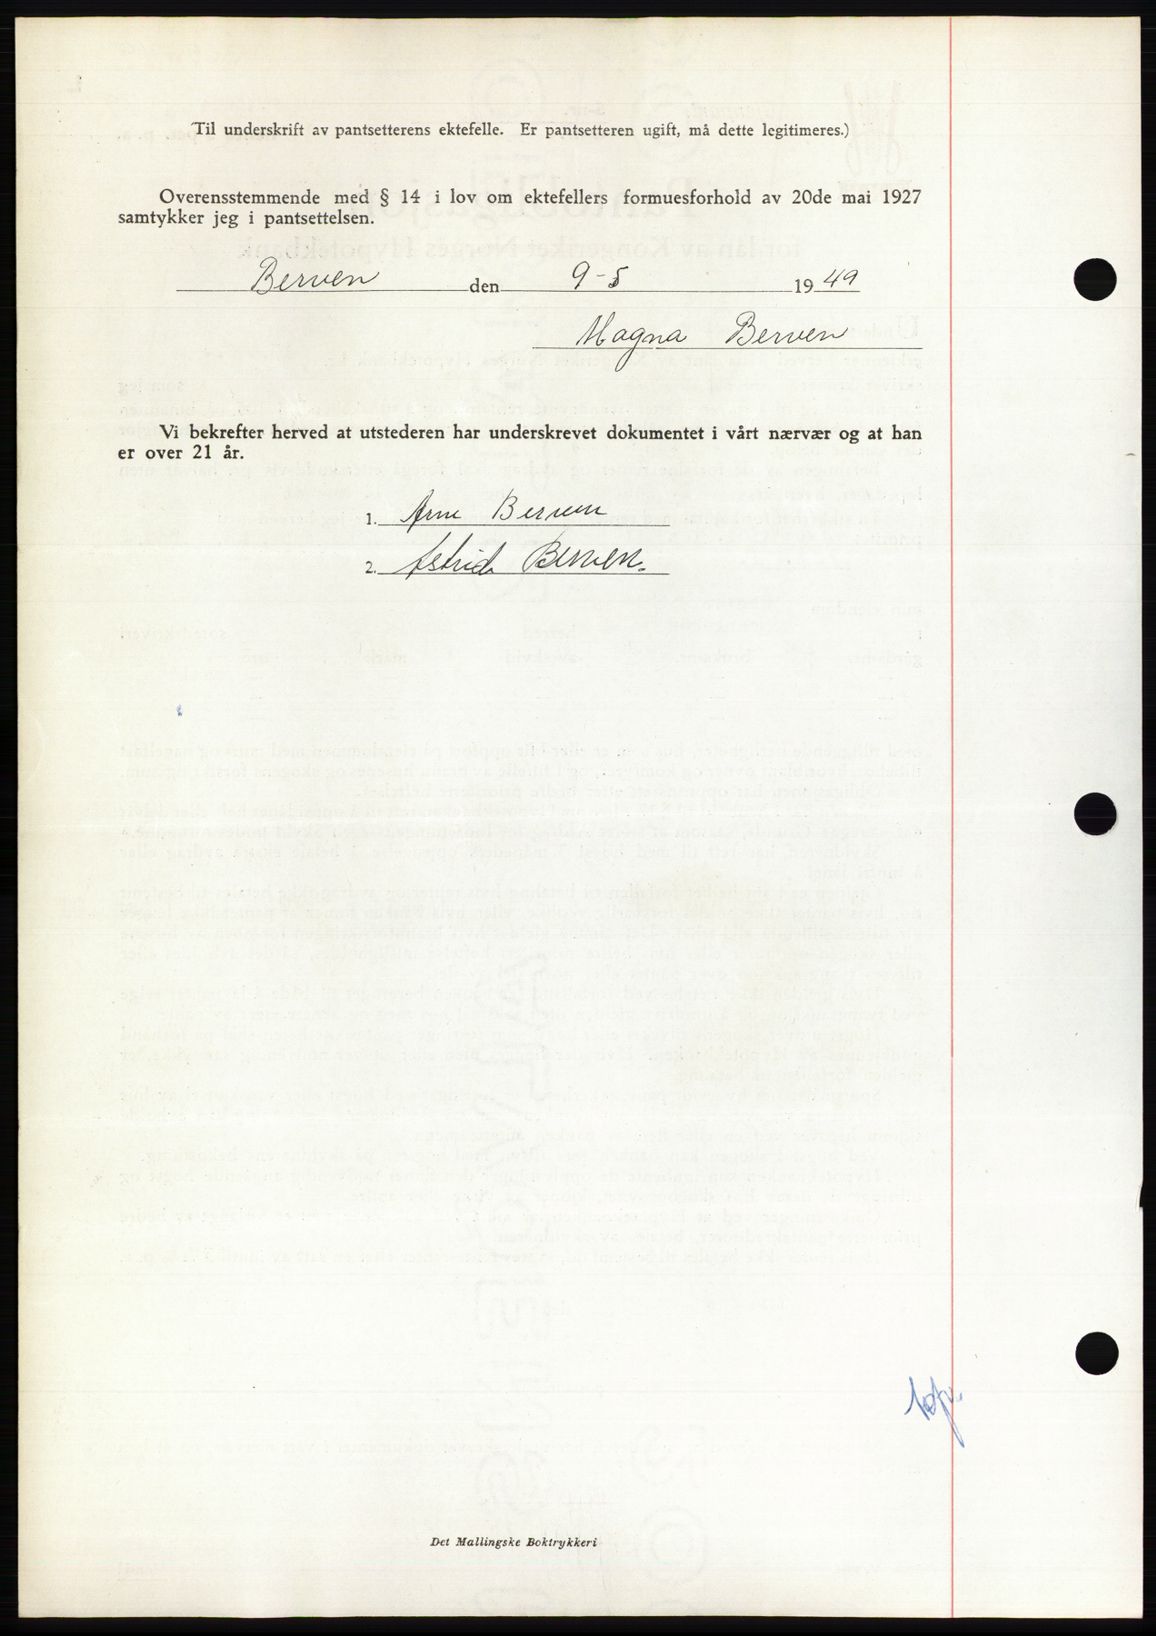 Til underskrift av pantsetterens ektefelle. Er pantsetteren ugift, må dette legitimeres.)
Overensstemmende med § 14 i lov om ektefellers formuesforhold av 20de mai 1927
samtykker jeg i pantsettelsen.
Berven den 9-5 1949
Magna Berven
Vi bekrefter herved at utstederen har underskrevet dokumentet i vårt nærvær og at han
er over 21 år.
1. Arne Berven
2. Astrid Berven.
Det Mallingske Boktrykkeri